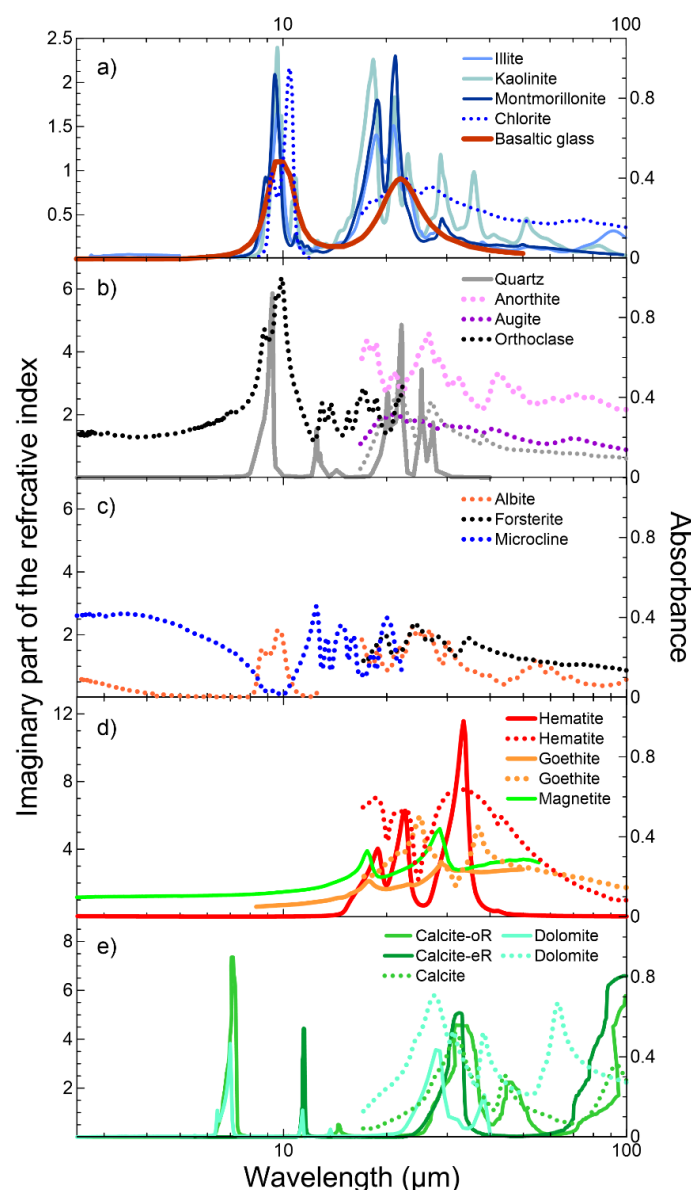 10
100
2.5
2
1.5
1
0.5
a)
Illite
Kaolinite
Montmorillonite
Chlorite
Basaltic glass
0.8
0.4
0
6
4
2
b)
Quartz
Anorthite
Augite
Orthoclase
0.8
0.4
0
6
4
2
c)
Albite
Forsterite
Microcline
0.8
0.4
0
12
8
4
d)
Hematite
Hematite
Goethite
Goethite
Magnetite
0.8
0.4
0
8
6
4
2
e)
Calcite-oR
Calcite-eR
Calcite
Dolomite
Dolomite
0.8
0.4
0
10
100
Imaginary part of the refrcative index
Absorbance
Wavelength (µm)